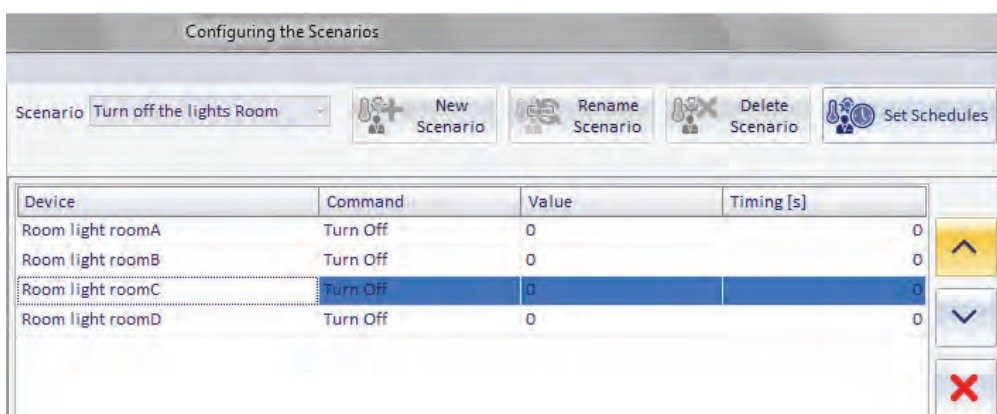 Configuring the Scenarios
Scenario Turn off the lights Room New Scenario Rename Scenario Delete Scenario Set Schedules
Device Command Value Timing [s]
Room light roomA Turn Off 0 0
Room light roomB Turn Off 0 0
Room light roomC Turn Off 0 0
Room light roomD Turn Off 0 0